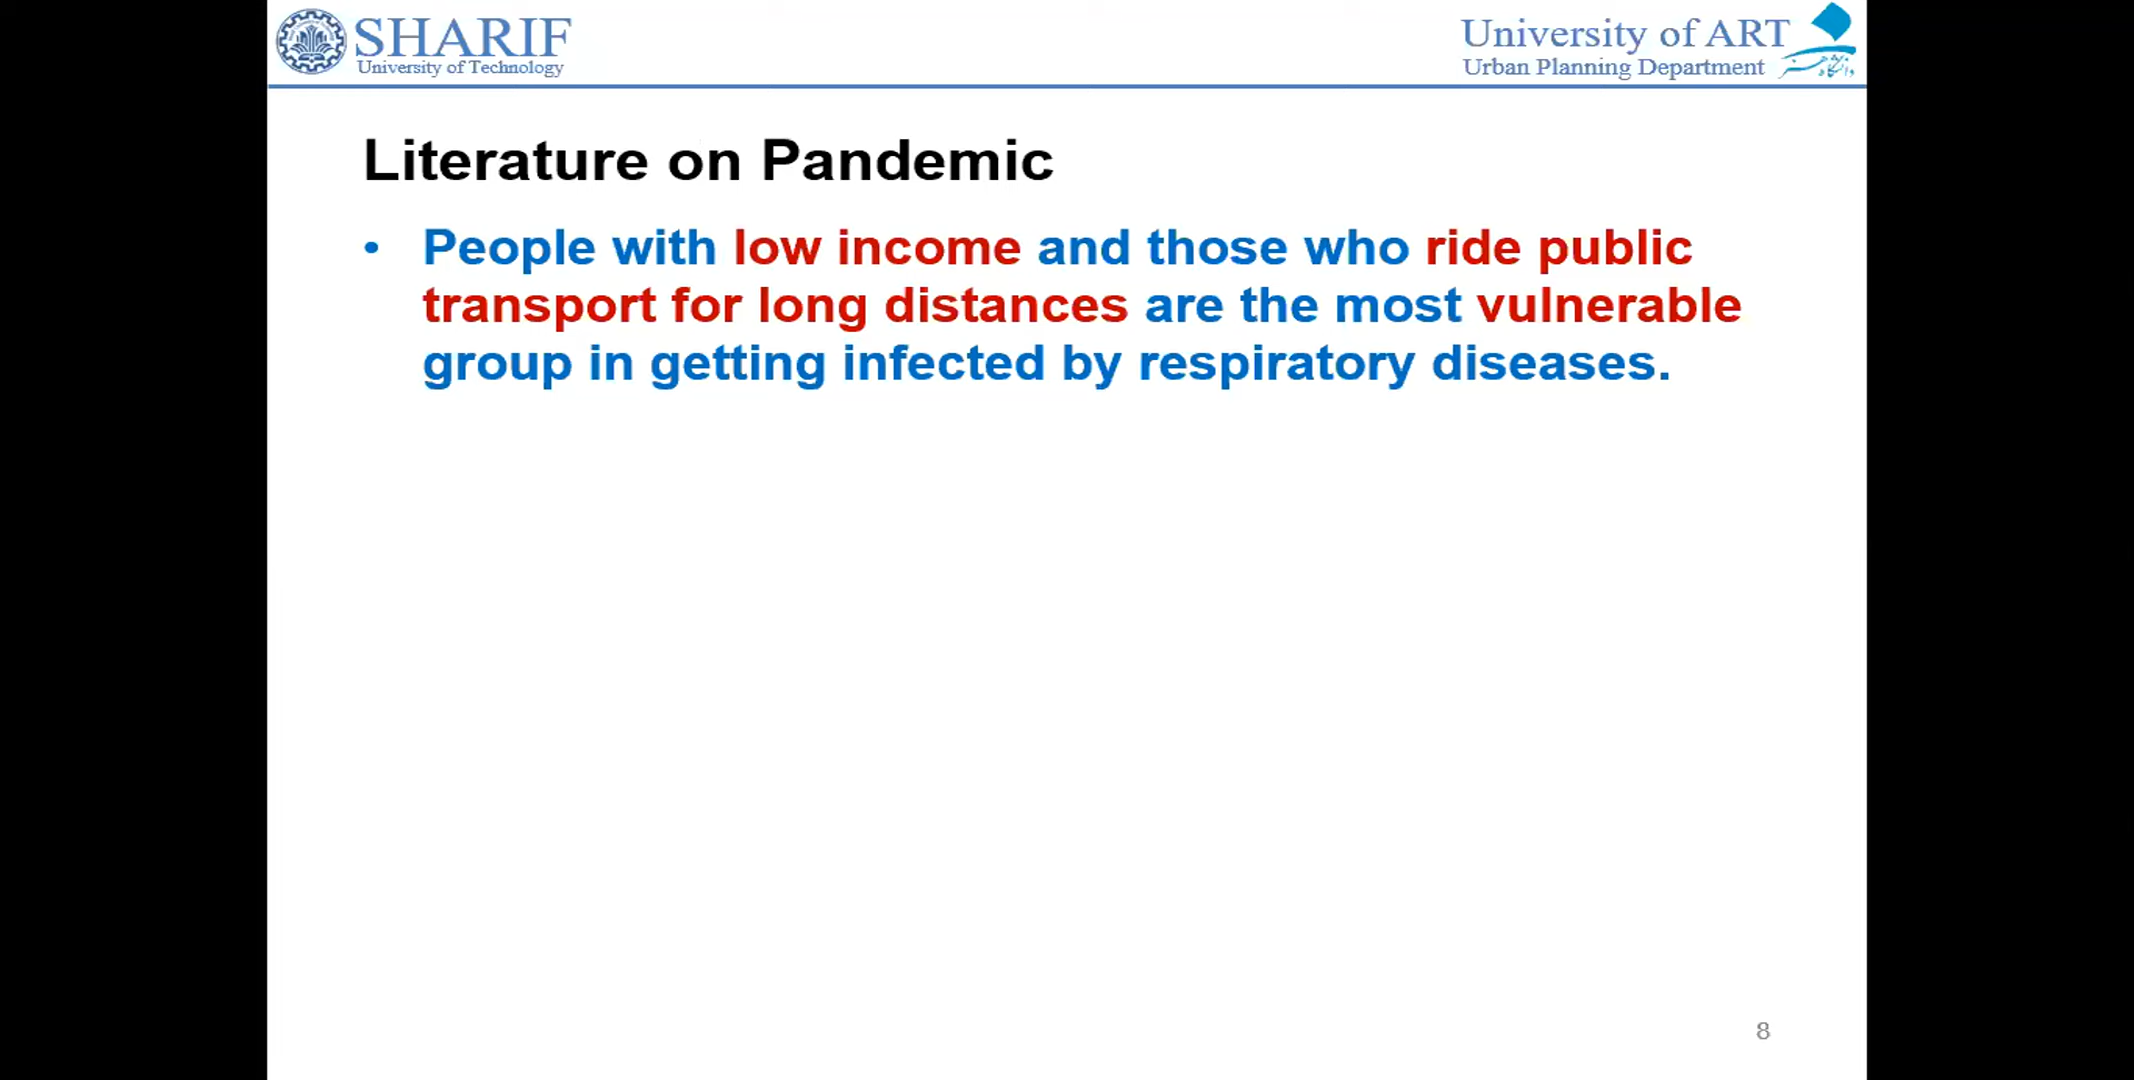 SHARIF
University of Technology
University of ART
Urban Planning Department
دانشگاه هنر
Literature on Pandemic
• People with low income and those who ride public
transport for long distances are the most vulnerable
group in getting infected by respiratory diseases.
8